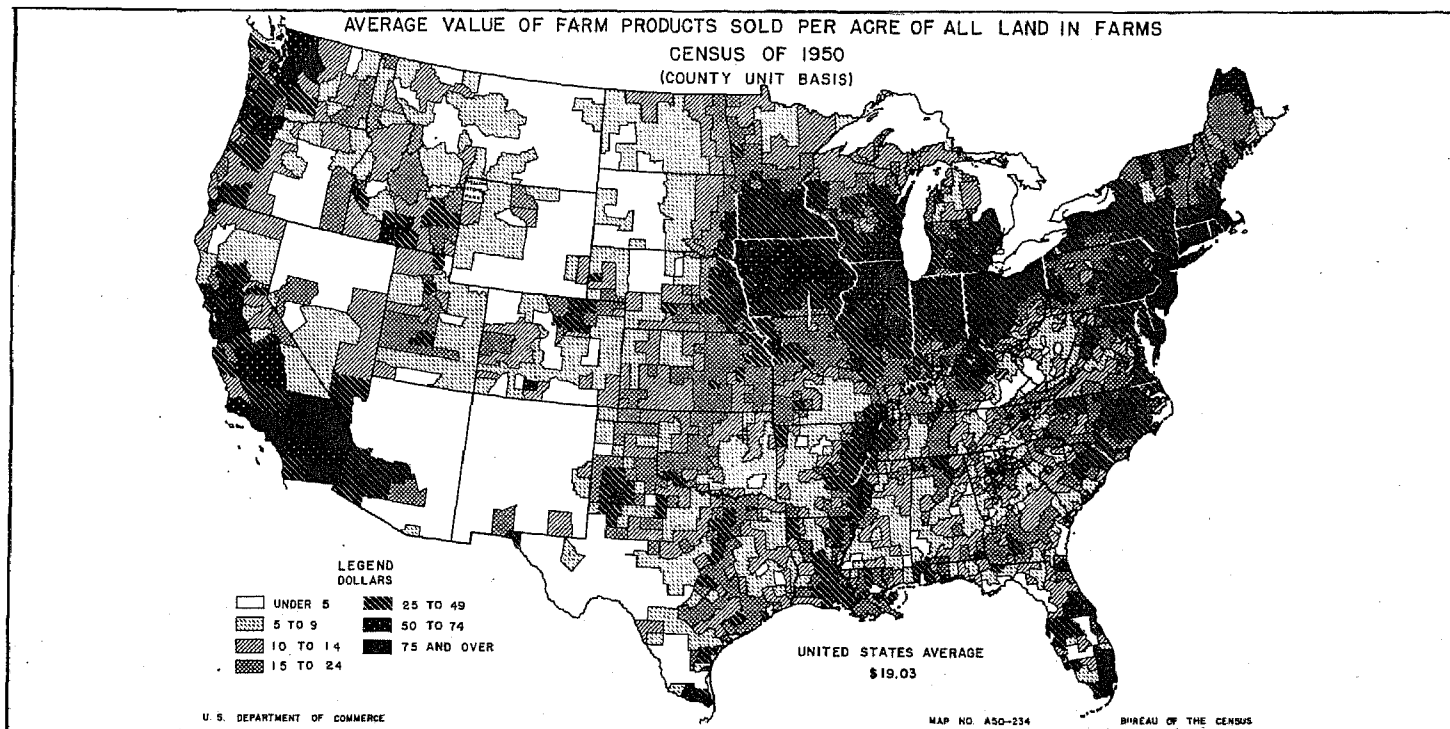 AVERAGE VALUE OF FARM PRODUCTS SOLD PER ACRE OF ALL LAND IN FARMS
CENSUS OF 1950
(COUNTY UNIT BASIS)
LEGEND
DOLLARS
UNDER 5
5 TO 9
10 TO 14
15 TO 24
25 TO 49
50 TO 74
75 AND OVER
UNITED STATES AVERAGE
$19.03
U. S. DEPARTMENT OF COMMERCE
MAP NO. A50-234
BUREAU OF THE CENSUS